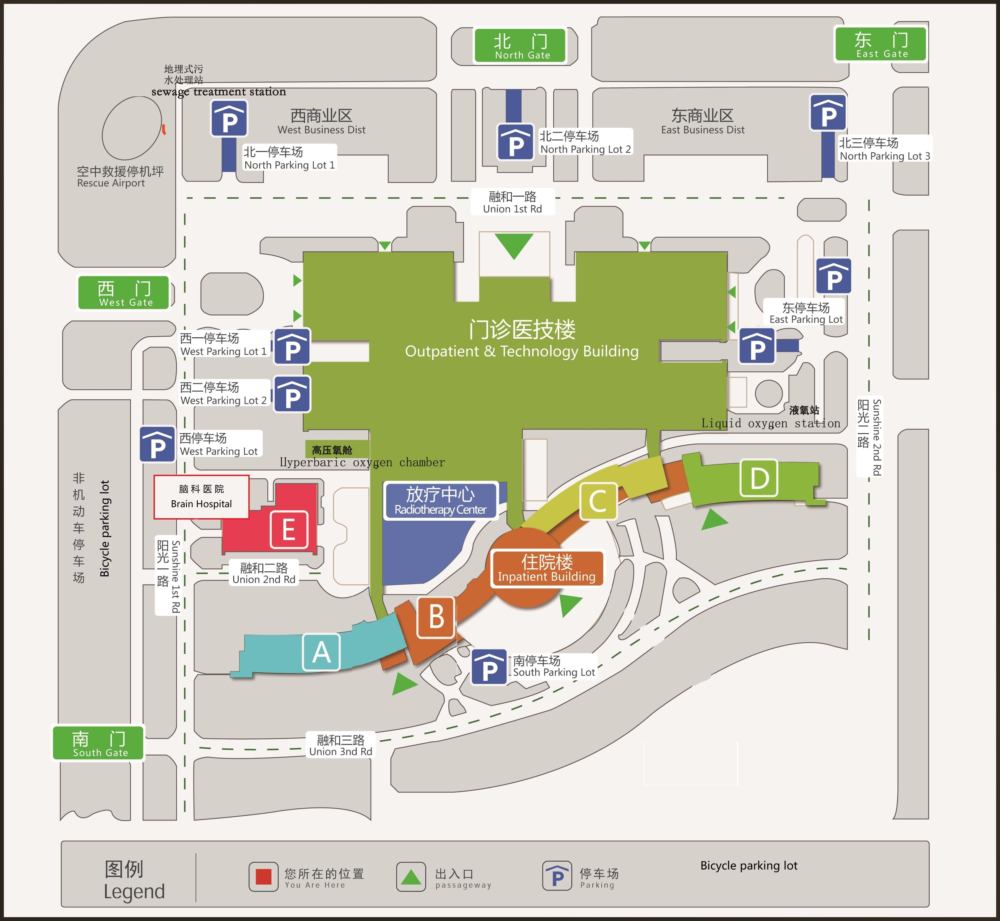 北 门
North Gate
东 门
East Gate
地埋式污
水处理站
sewage treatment station
西商业区
West Business Dist
东商业区
East Business Dist
P
P
P
北一停车场
North Parking Lot 1
北二停车场
North Parking Lot 2
北三停车场
North Parking Lot 3
空中救援停机坪
Rescue Airport
融和一路
Union 1st Rd
西 门
West Gate
P
东停车场
East Parking Lot
门诊医技楼
Outpatient & Technology Building
西一停车场
West Parking Lot 1
P
P
西二停车场
West Parking Lot 2
P
液氧站
Liquid oxygen station
阳光二路
Sunshine 2nd Rd
P
西停车场
West Parking Lot
高压氧舱
Hyperbaric oxygen chamber
非机动车停车场
Bicycle parking lot
脑科医院
Brain Hospital
E
放疗中心
Radiotherapy Center
C
D
住院楼
Inpatient Building
阳光一路
Sunshine 1st Rd
融和二路
Union 2nd Rd
B
A
P
南停车场
South Parking Lot
南 门
South Gate
融和三路
Union 3nd Rd
图例
Legend
您所在的位置
You Are Here
出入口
passageway
P
停车场
Parking
Bicycle parking lot